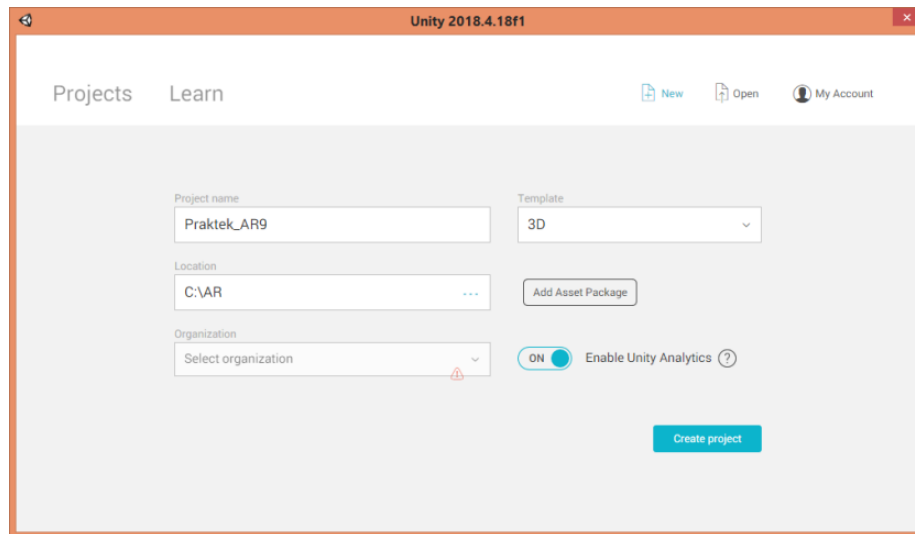 Unity 2018.4.18f1
Projects Learn New Open My Account
Project name Template
Praktek_AR9 3D
Location
C:\AR ... Add Asset Package
Organization
Select organization ON Enable Unity Analytics ?
Create project